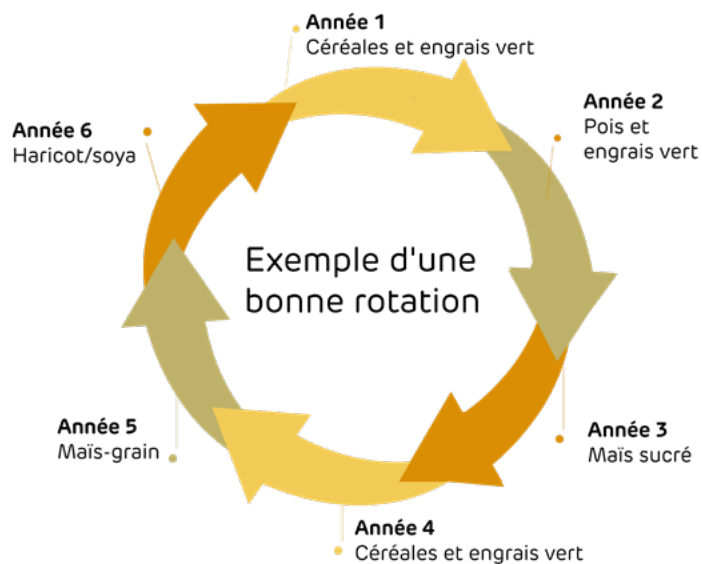 Année 1
Céréales et engrais vert
Année 2
Pois et
engrais vert
Année 3
Maïs sucré
Année 4
Céréales et engrais vert
Année 5
Maïs-grain
Année 6
Haricot/soya
Exemple d'une
bonne rotation